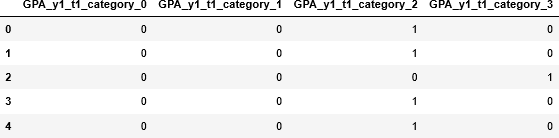 GPA_y1_t1_category_0 GPA_y1_t1_category_1 GPA_y1_t1_category_2 GPA_y1_t1_category_3
0 0 0 1 0
1 0 0 1 0
2 0 0 0 1
3 0 0 1 0
4 0 0 1 0